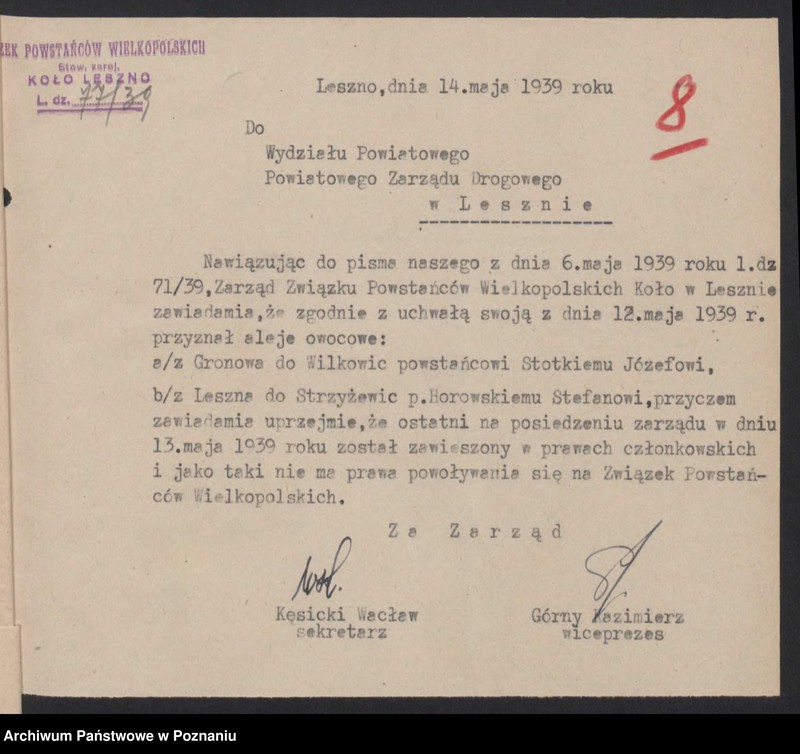 ZEK POWSTAŃCÓW WIELKOPOLSKICH
Stow. zarej.
KOŁO LESZNO
L. dz. 77/39
Leszno,dnia 14.maja 1939 roku
8
Do
Wydziału Powiatowego
Powiatowego Zarządu Drogowego
w Lesznie
Nawiązując do pisma naszego z dnia 6.maja 1939 roku l.dz
71/39,Zarząd Związku Powstańców Wielkopolskich Koło w Lesznie
zawiadamia,że zgodnie z uchwałą swoją z dnia 12.maja 1939 r.
przyznał aleje owocowe:
a/z Gronowa do Wilkowic powstańcowi Stotkiemu Józefowi,
b/z Leszna do Strzyżewic p.Horowskiemu Stefanowi,przyczem
zawiadamia uprzejmie,że ostatni na posiedzeniu zarządu w dniu
13.maja 1939 roku został zawieszony w prawach członkowskich
i jako taki nie ma prawa powoływania się na Związek Powstań-
ców Wielkopolskich.
Za Zarząd
Kęsicki Wacław
sekretarz
Górny Kazimierz
wiceprezes
Archiwum Państwowe w Poznaniu